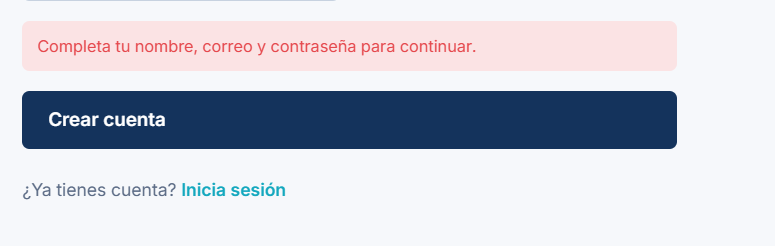 Completa tu nombre, correo y contraseña para continuar.
Crear cuenta
¿Ya tienes cuenta? Inicia sesión